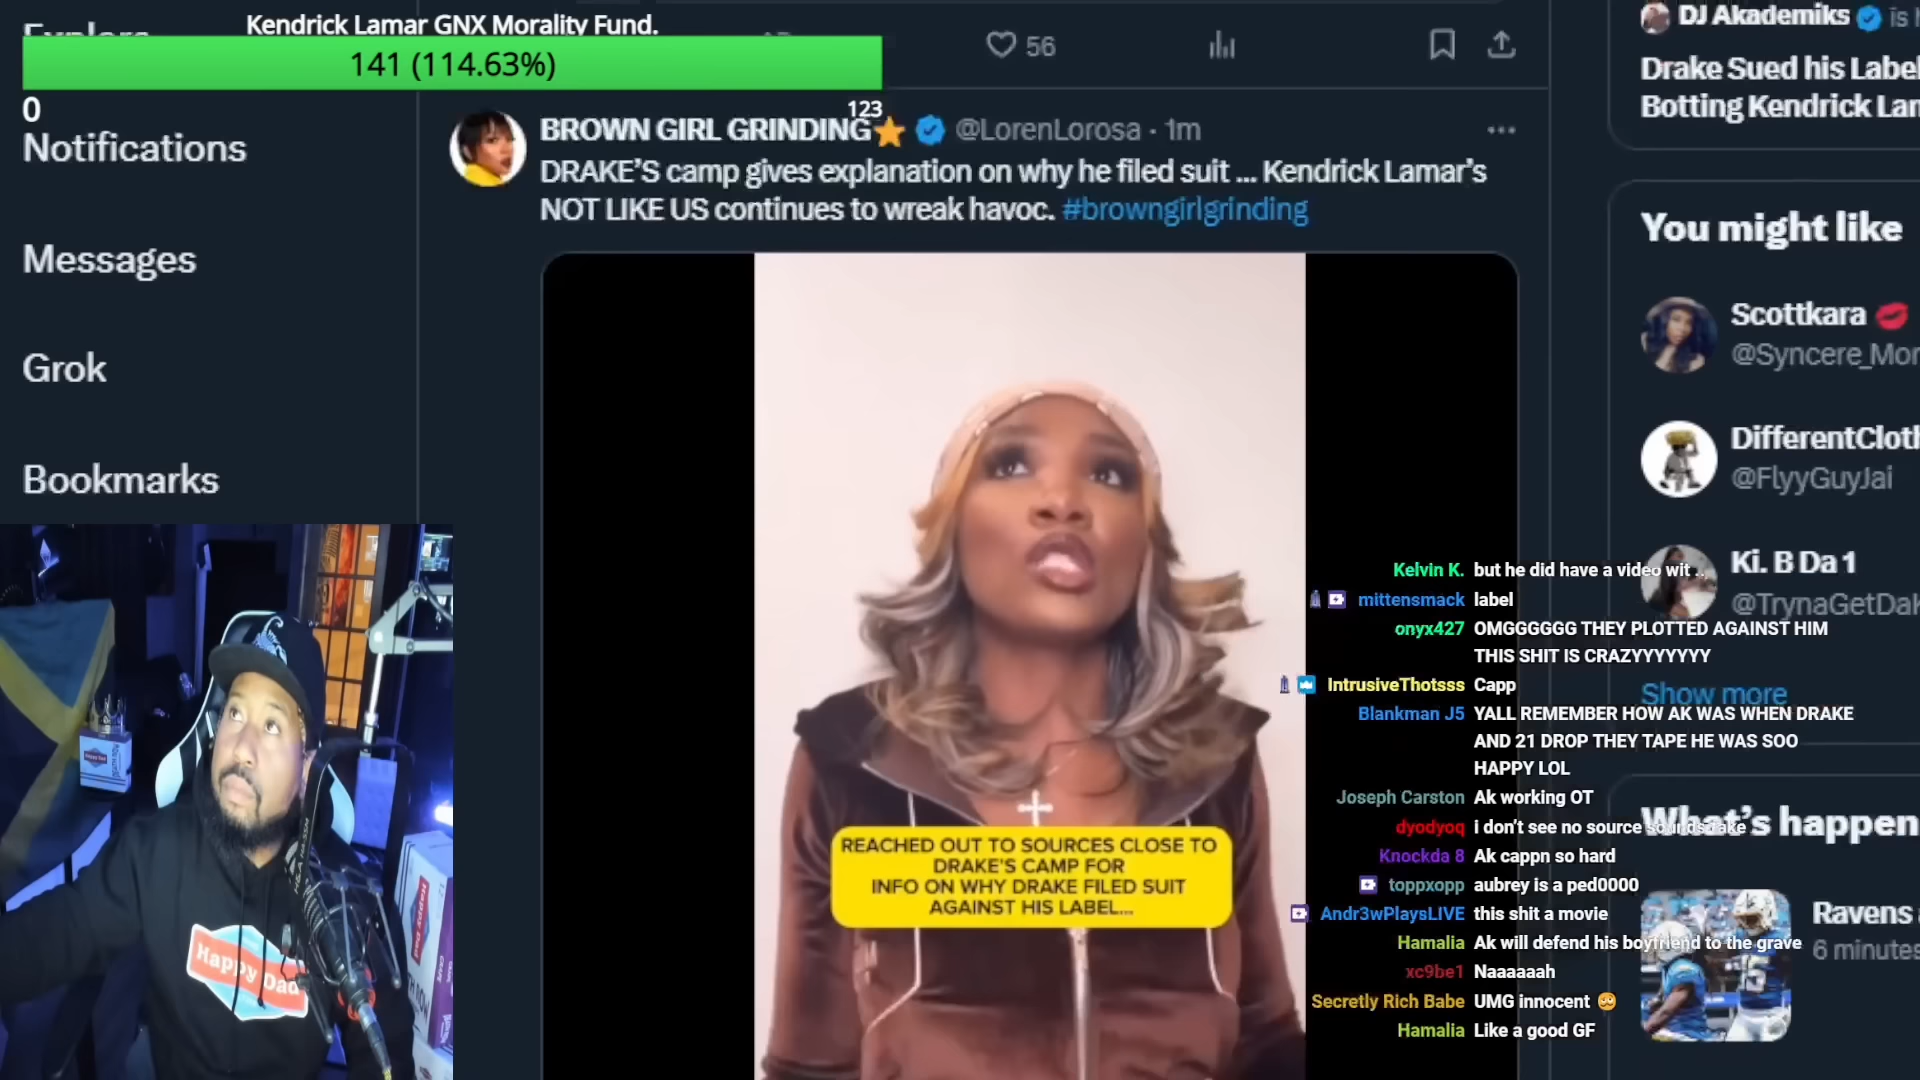 Explore
Kendrick Lamar GNX Morality Fund.
141 (114.63%)
0
123
Notifications
Messages
Grok
Bookmarks
56
BROWN GIRL GRINDING⭐ @LorenLorosa · 1m
DRAKE'S camp gives explanation on why he filed suit ... Kendrick Lamar's
NOT LIKE US continues to wreak havoc. #browngirlgrinding
REACHED OUT TO SOURCES CLOSE TO
DRAKE'S CAMP FOR
INFO ON WHY DRAKE FILED SUIT
AGAINST HIS LABEL...
DJ Akademiks is h
Drake Sued his Label
Botting Kendrick Lam
You might like
Scottkara 💋
@Syncere_Mor
DifferentCloth
@FlyyGuyJai
Ki. B Da 1
@TrynaGetDaK
Show more
What's happen
Ravens
6 minutes
Kelvin K. but he did have a video wit ..
mittensmack label
onyx427 OMGGGGGG THEY PLOTTED AGAINST HIM
THIS SHIT IS CRAZYYYYYYY
IntrusiveThotsss Capp
Blankman J5 YALL REMEMBER HOW AK WAS WHEN DRAKE
AND 21 DROP THEY TAPE HE WAS SOO
HAPPY LOL
Joseph Carston Ak working OT
dyodyoq i don't see no source soundsfake
Knockda 8 Ak cappn so hard
toppxopp aubrey is a ped0000
Andr3wPlaysLIVE this shit a movie
Hamalia Ak will defend his boyfriend to the grave
xc9be1 Naaaaaah
Secretly Rich Babe UMG innocent 🥴
Hamalia Like a good GF
Happy Dad